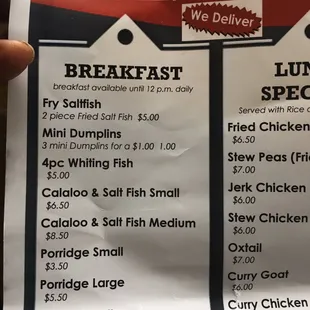 We Deliver
BREAKFAST
breakfast available until 12 p.m. daily
Fry Saltfish
2 piece Fried Salt Fish $5.00
Mini Dumplins
3 mini Dumplins for a $1.00 1.00
4pc Whiting Fish
$5.00
Calaloo & Salt Fish Small
$6.50
Calaloo & Salt Fish Medium
$8.50
Porridge Small
$3.50
Porridge Large
$5.50
LUN
SPEC
Served with Rice
Fried Chicken
$6.50
Stew Peas (Fri
$7.00
Jerk Chicken
$6.00
Stew Chicken
$6.00
Oxtail
$7.00
Curry Goat
$6.00
Curry Chicken